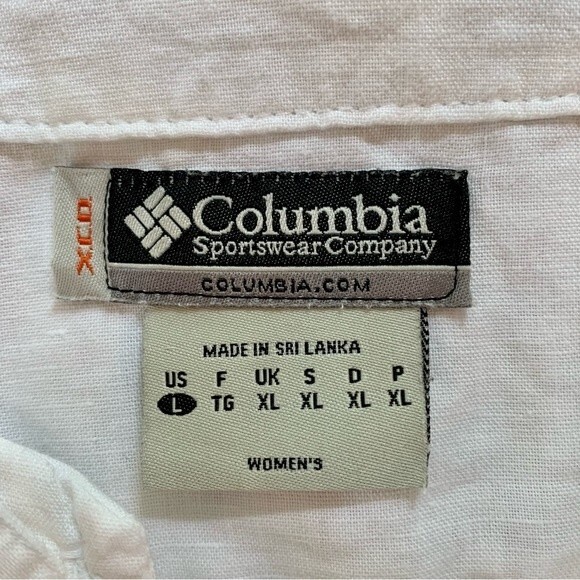 XCO
Columbia
Sportswear Company
COLUMBIA.COM
MADE IN SRI LANKA
US F UK S D P
L TG XL XL XL XL
WOMEN'S